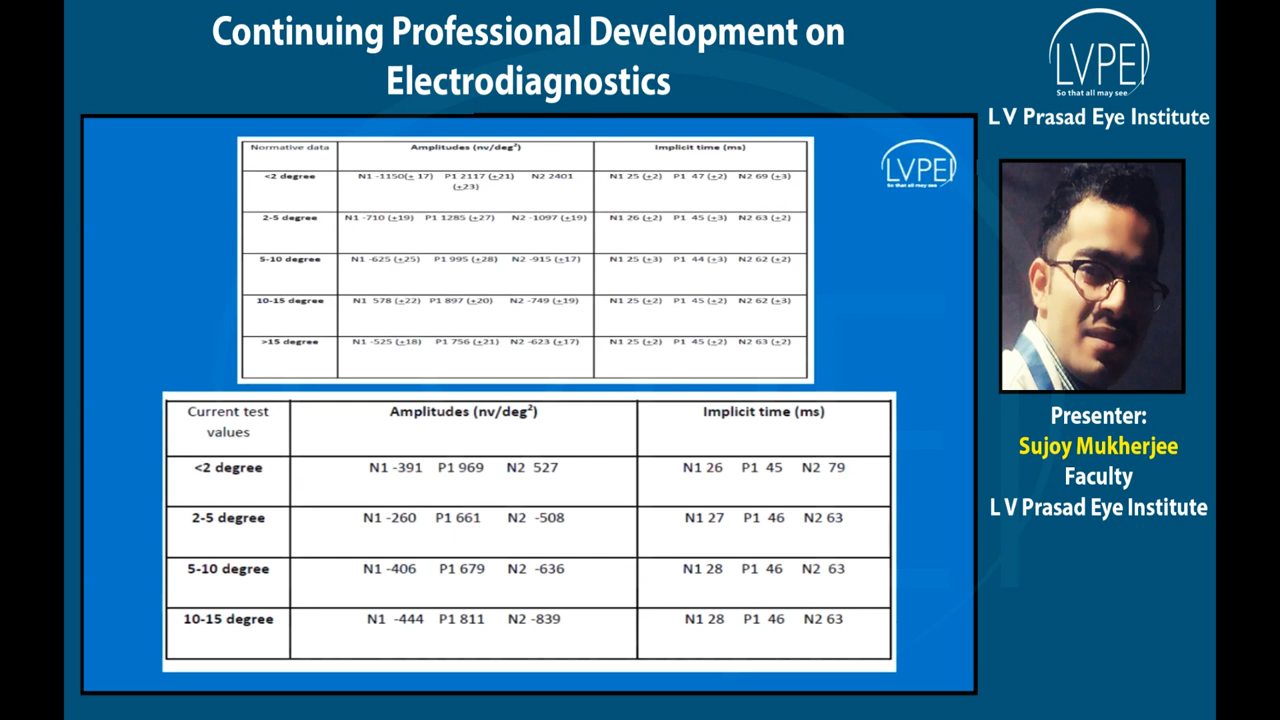 Continuing Professional Development on
Electrodiagnostics
LVPEI
So that all may see
L V Prasad Eye Institute
LVPEI
So that all may see
Normative data Amplitudes (nv/deg²) Implicit time (ms)
<2 degree N1 -1150(± 17) P1 2117 (±21) N2 2401 N1 25 (±2) P1 47 (±2) N2 69 (±3)
(±23)
2-5 degree N1 -710 (±19) P1 1285 (±27) N2 -1097 (±19) N1 26 (±2) P1 45 (±3) N2 63 (±2)
5-10 degree N1 -625 (±25) P1 995 (±28) N2 -915 (±17) N1 25 (±3) P1 44 (±3) N2 62 (±2)
10-15 degree N1 578 (±22) P1 897 (±20) N2 -749 (±19) N1 25 (±2) P1 45 (±2) N2 62 (±3)
>15 degree N1 -525 (±18) P1 756 (±21) N2 -623 (±17) N1 25 (±2) P1 45 (±2) N2 63 (±2)
Current test Amplitudes (nv/deg²) Implicit time (ms)
values
<2 degree N1 -391 P1 969 N2 527 N1 26 P1 45 N2 79
2-5 degree N1 -260 P1 661 N2 -508 N1 27 P1 46 N2 63
5-10 degree N1 -406 P1 679 N2 -636 N1 28 P1 46 N2 63
10-15 degree N1 -444 P1 811 N2 -839 N1 28 P1 46 N2 63
Presenter:
Sujoy Mukherjee
Faculty
L V Prasad Eye Institute